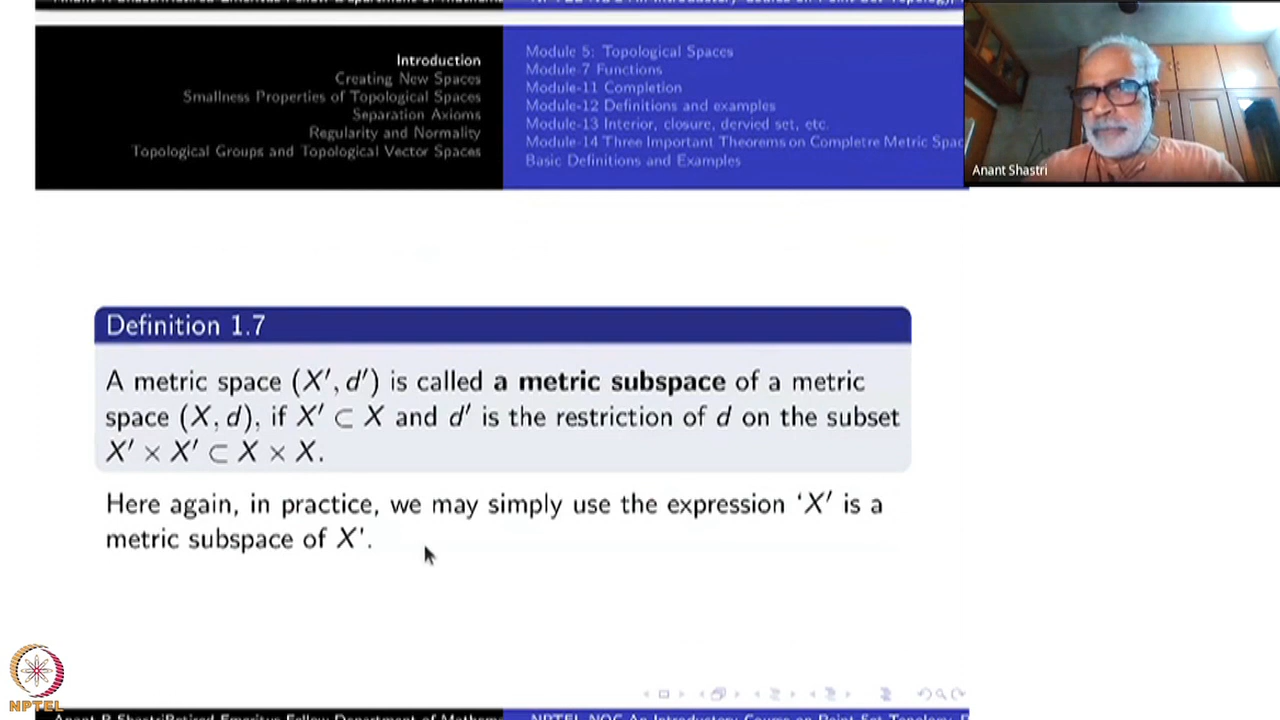 Introduction
Creating New Spaces
Smallness Properties of Topological Spaces
Separation Axioms
Regularity and Normality
Topological Groups and Topological Vector Spaces
Module 5: Topological Spaces
Module-7 Functions
Module-11 Completion
Module-12 Definitions and examples
Module-13 Interior, closure, dervied set, etc.
Module-14 Three Important Theorems on Completre Metric Spac
Basic Definitions and Examples
Anant Shastri
Definition 1.7
A metric space (X′, d′) is called a metric subspace of a metric
space (X, d), if X′ ⊂ X and d′ is the restriction of d on the subset
X′ × X′ ⊂ X × X.
Here again, in practice, we may simply use the expression ‘X′ is a
metric subspace of X’.
NPTEL